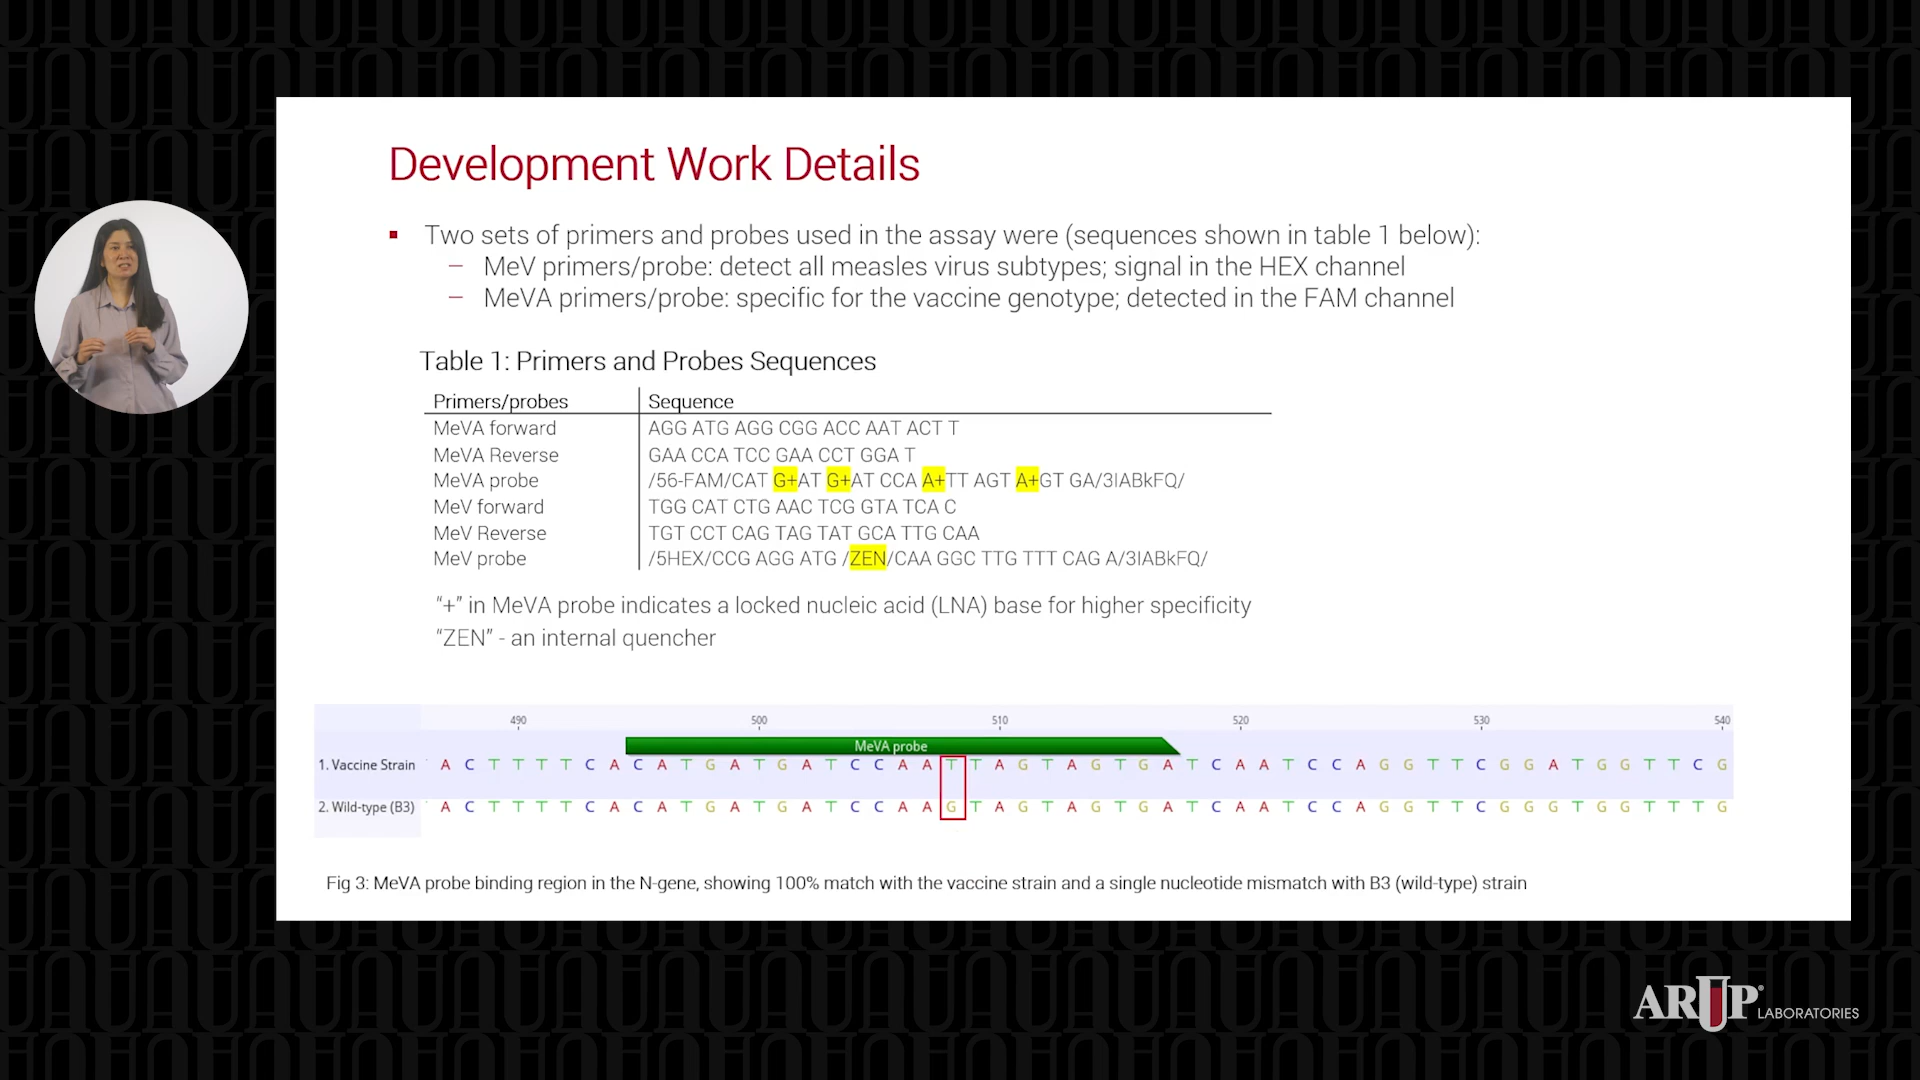 Development Work Details
▪ Two sets of primers and probes used in the assay were (sequences shown in table 1 below):
– MeV primers/probe: detect all measles virus subtypes; signal in the HEX channel
– MeVA primers/probe: specific for the vaccine genotype; detected in the FAM channel
Table 1: Primers and Probes Sequences
Primers/probes Sequence
MeVA forward AGG ATG AGG CGG ACC AAT ACT T
MeVA Reverse GAA CCA TCC GAA CCT GGA T
MeVA probe /56-FAM/CAT G+AT G+AT CCA A+TT AGT A+GT GA/3IABkFQ/
MeV forward TGG CAT CTG AAC TCG GTA TCA C
MeV Reverse TGT CCT CAG TAG TAT GCA TTG CAA
MeV probe /5HEX/CCG AGG ATG /ZEN/CAA GGC TTG TTT CAG A/3IABkFQ/
“+” in MeVA probe indicates a locked nucleic acid (LNA) base for higher specificity
“ZEN” - an internal quencher
490 500 510 520 530 540
MeVA probe
1. Vaccine Strain A C T T T T C A C A T G A T G A T C C A A T T A G T A G T G A T C A A T C C A G G T T C G G A T G G T T C G
2. Wild-type (B3) A C T T T T C A C A T G A T G A T C C A A G T A G T A G T G A T C A A T C C A G G T T C G G G T G G T T T G
Fig 3: MeVA probe binding region in the N-gene, showing 100% match with the vaccine strain and a single nucleotide mismatch with B3 (wild-type) strain
ARUP® LABORATORIES